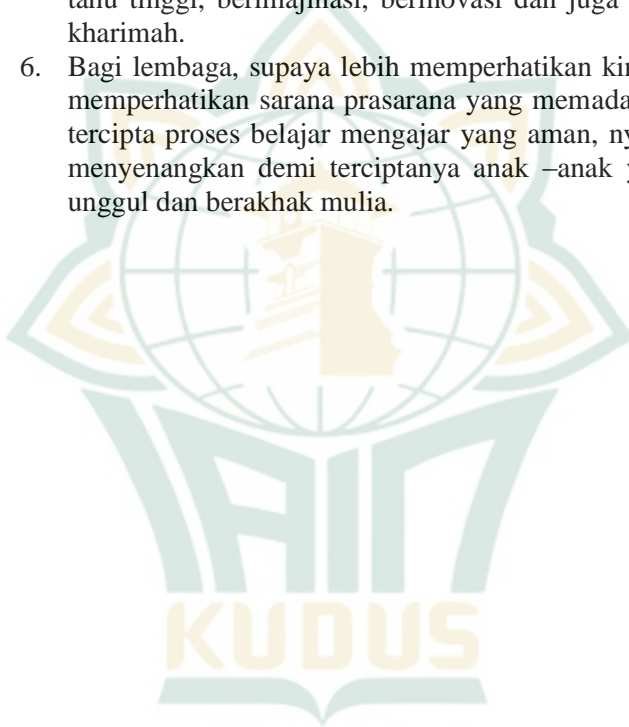 tahu tinggi, berimajinasi, berinovasi dan juga
kharimah.
6. Bagi lembaga, supaya lebih memperhatikan
memperhatikan sarana prasarana yang
tercipta proses belajar mengajar yang aman,
menyenangkan demi terciptanya anak –anak
unggul dan berakhak mulia.
IAIN
KUDUS